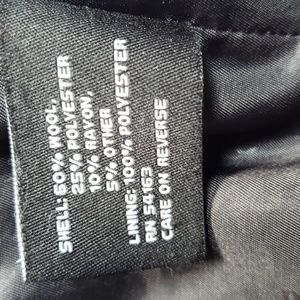 SHELL: 60% WOOL,
25% POLYESTER
10% RAYON,
5% OTHER
LINING: 100% POLYESTER
RN 54163
CARE ON REVERSE